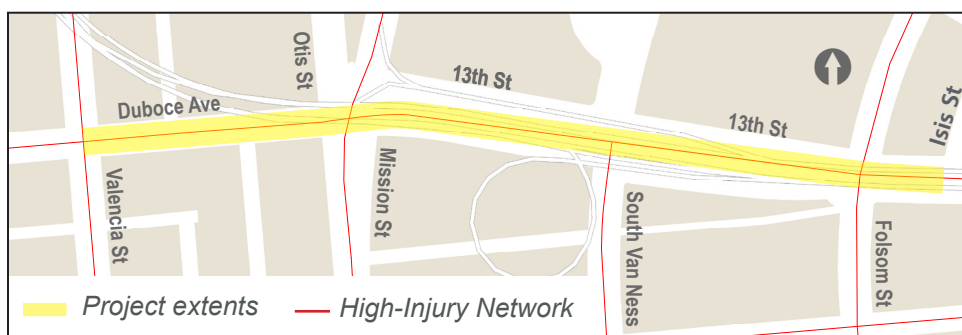 Otis St
13th St
Duboce Ave
13th St
Isis St
Valencia St
Mission St
South Van
Ness
Folsom St
Project extents
High-Injury Network